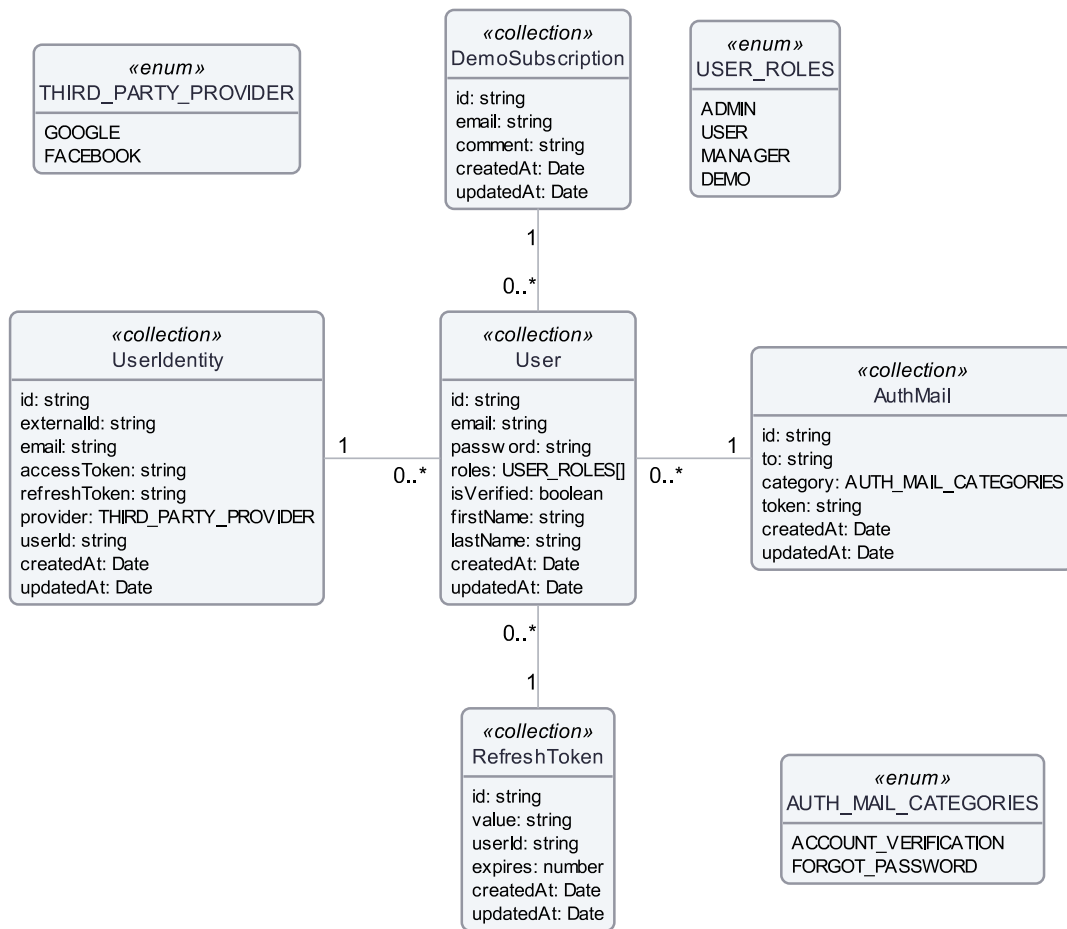 «enum»
THIRD_PARTY_PROVIDER
GOOGLE
FACEBOOK
«collection»
DemoSubscription
id: string
email: string
comment: string
createdAt: Date
updatedAt: Date
«enum»
USER_ROLES
ADMIN
USER
MANAGER
DEMO
1
0..*
«collection»
UserIdentity
id: string
externalId: string
email: string
accessToken: string
refreshToken: string
provider: THIRD_PARTY_PROVIDER
userId: string
createdAt: Date
updatedAt: Date
1
0..*
«collection»
User
id: string
email: string
password: string
roles: USER_ROLES[]
isVerified: boolean
firstName: string
lastName: string
createdAt: Date
updatedAt: Date
1
0..*
«collection»
AuthMail
id: string
to: string
category: AUTH_MAIL_CATEGORIES
token: string
createdAt: Date
updatedAt: Date
0..*
1
«collection»
RefreshToken
id: string
value: string
userId: string
expires: number
createdAt: Date
updatedAt: Date
«enum»
AUTH_MAIL_CATEGORIES
ACCOUNT_VERIFICATION
FORGOT_PASSWORD